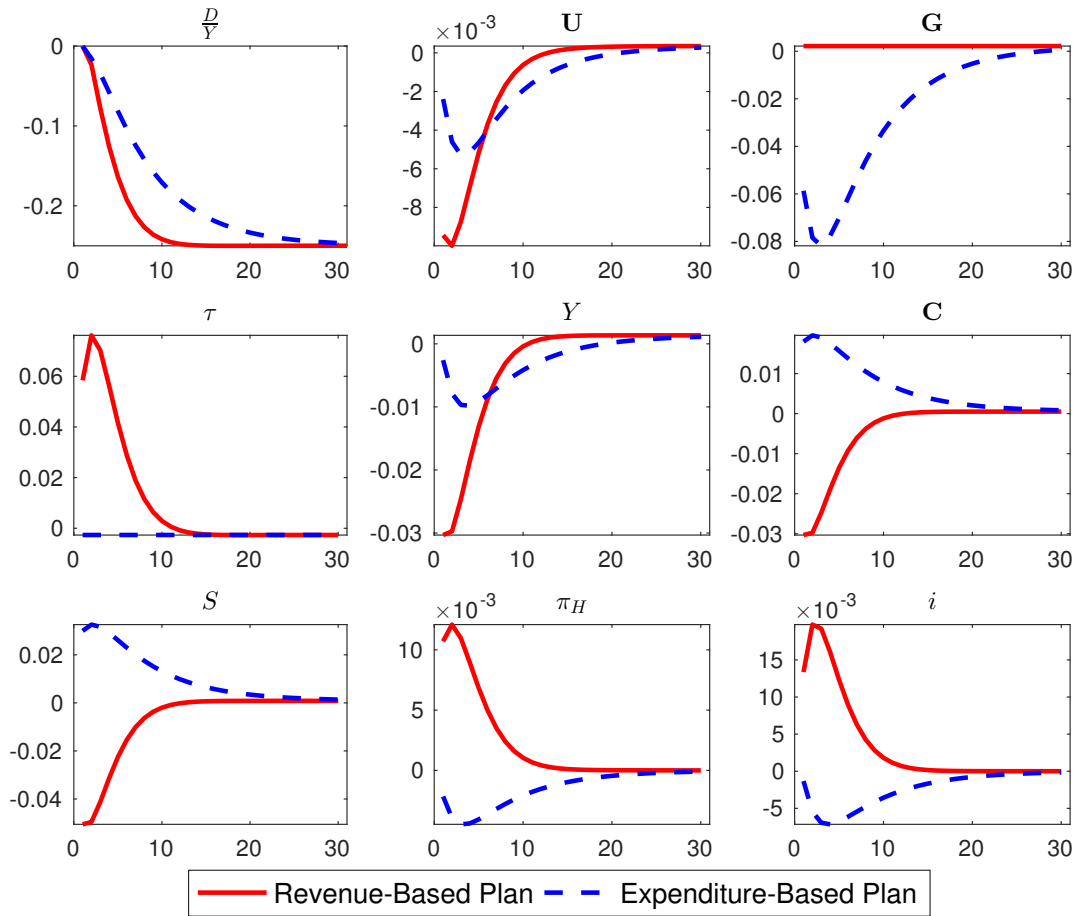 D/Y
U
G
×10⁻³
0
-0.1
-0.2
0 10 20 30
0
-2
-4
-6
-8
0 10 20 30
0
-0.02
-0.04
-0.06
-0.08
0 10 20 30
τ
Y
C
0.06
0.04
0.02
0
0 10 20 30
0
-0.01
-0.02
-0.03
0 10 20 30
0.01
0
-0.01
-0.02
-0.03
0 10 20 30
S
π_H
i
×10⁻³
×10⁻³
0.02
0
-0.02
-0.04
0 10 20 30
10
5
0
0 10 20 30
15
10
5
0
-5
0 10 20 30
Revenue-Based Plan Expenditure-Based Plan